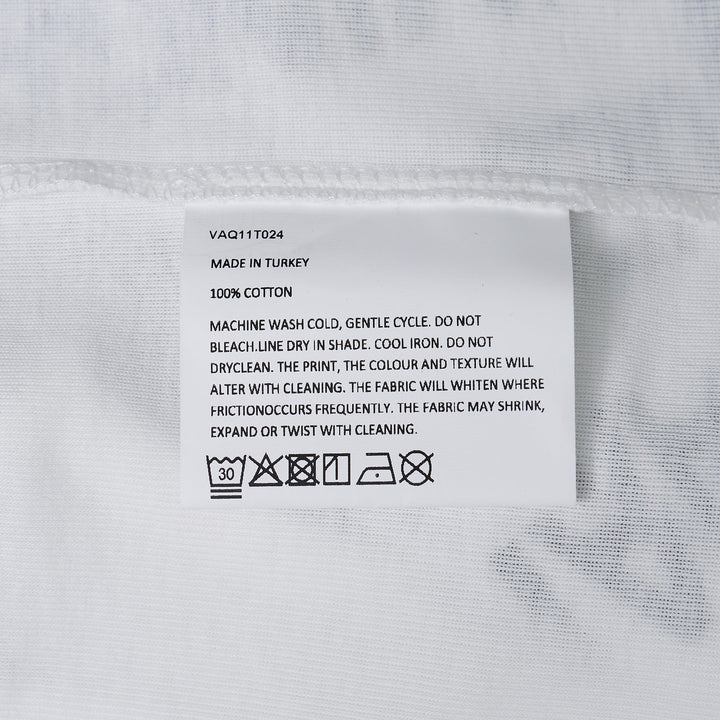 VAQ11T024
MADE IN TURKEY
100% COTTON
MACHINE WASH COLD, GENTLE CYCLE. DO NOT
BLEACH.LINE DRY IN SHADE. COOL IRON. DO NOT
DRYCLEAN. THE PRINT, THE COLOUR AND TEXTURE WILL
ALTER WITH CLEANING. THE FABRIC WILL WHITEN WHERE
FRICTIONOCCURS FREQUENTLY. THE FABRIC MAY SHRINK,
EXPAND OR TWIST WITH CLEANING.
30